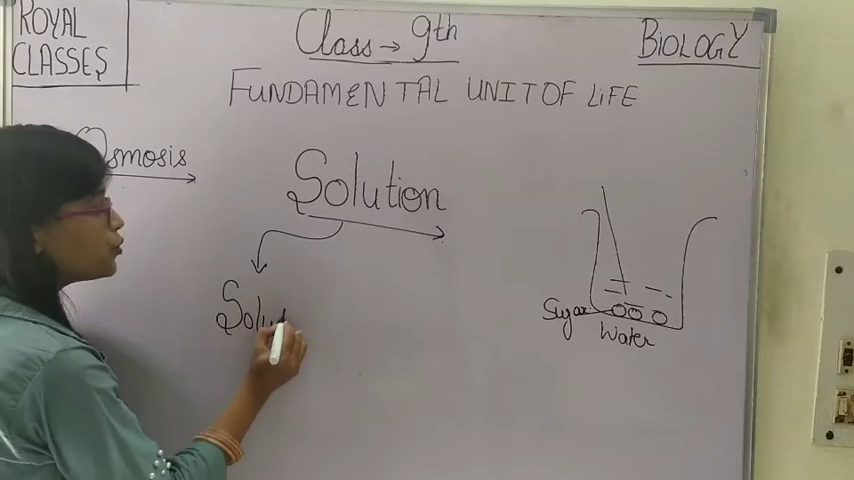 ROYAL
CLASSES
Class → 9th
BIOLOGY
FUNDAMENTAL UNIT OF LIFE
Osmosis
Solution
Sugar
Water